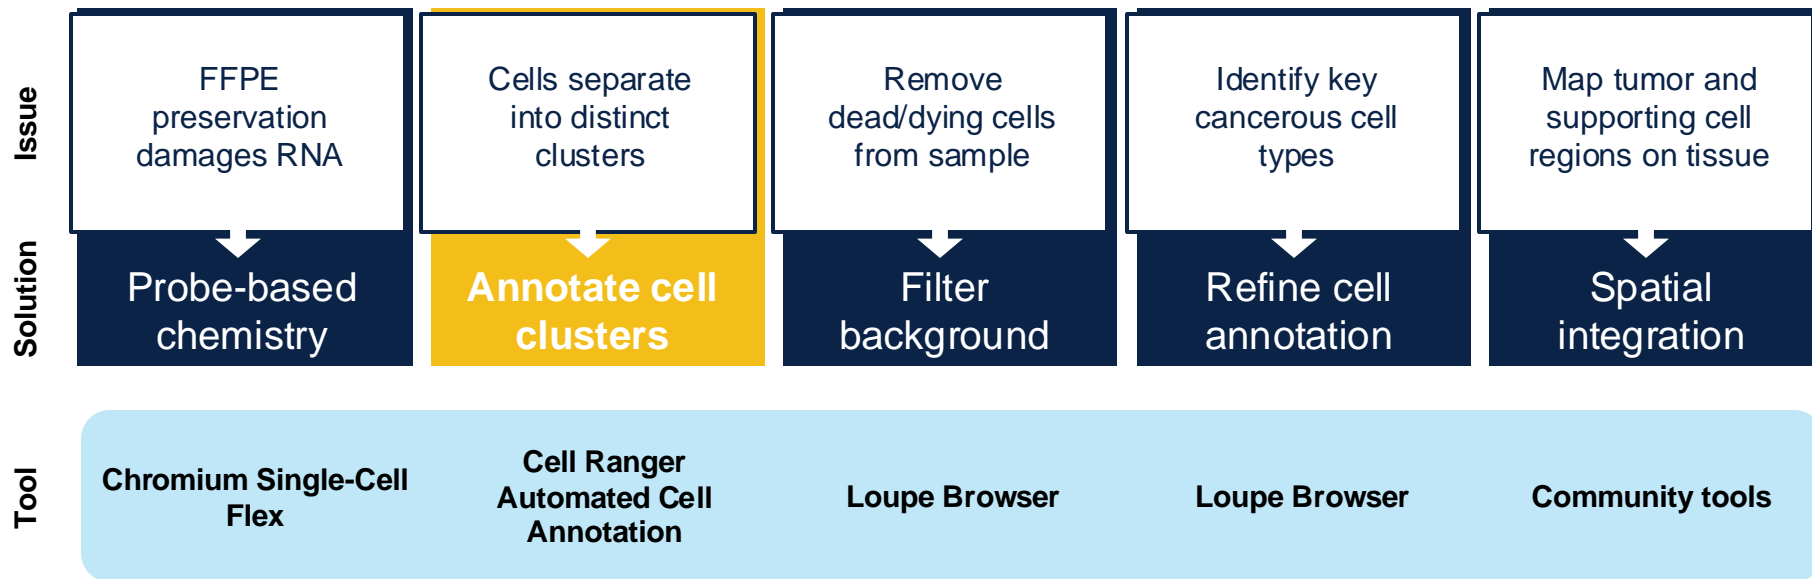 Issue
FFPE
preservation
damages RNA
Cells separate
into distinct
clusters
Remove
dead/dying cells
from sample
Identify key
cancerous cell
types
Map tumor and
supporting cell
regions on tissue
Solution
Probe-based
chemistry
Annotate cell
clusters
Filter
background
Refine cell
annotation
Spatial
integration
Tool
Chromium Single-Cell
Flex
Cell Ranger
Automated Cell
Annotation
Loupe Browser
Loupe Browser
Community tools